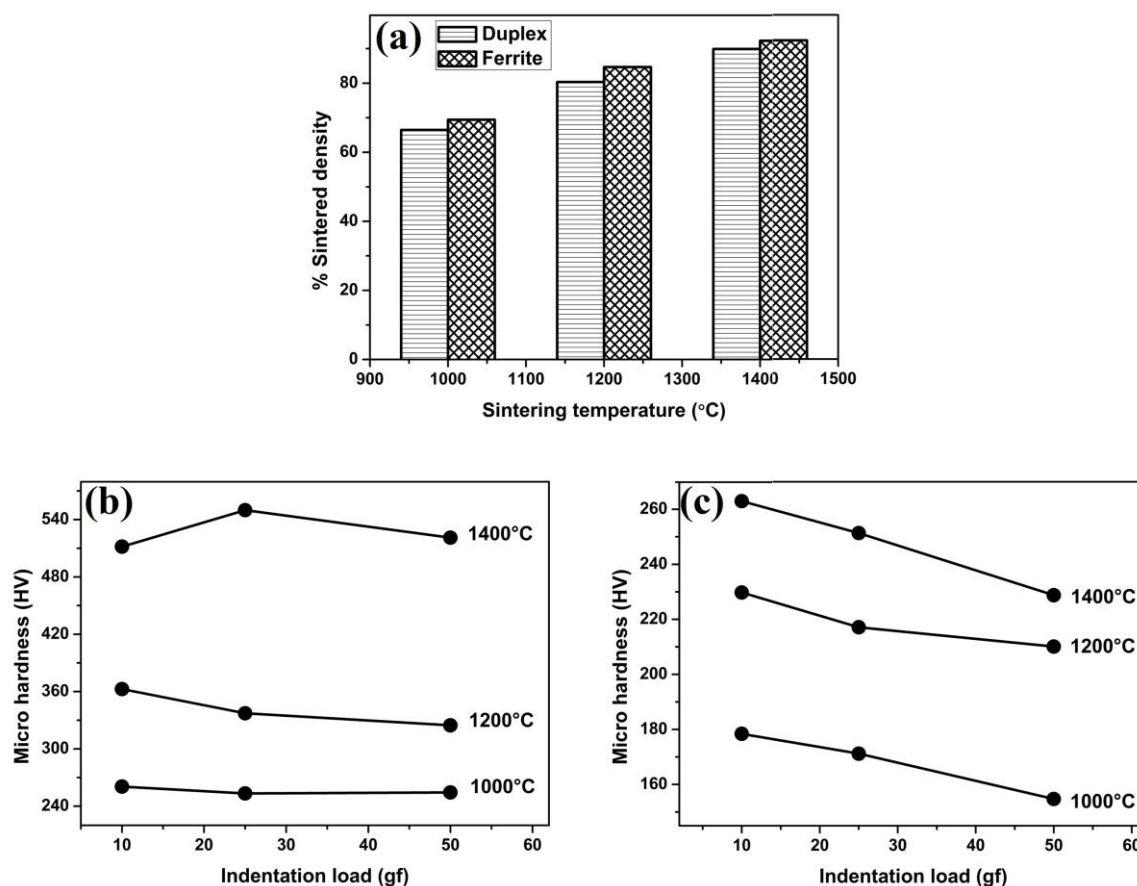 (a)
Duplex
Ferrite
% Sintered density
80
60
40
20
0
900 1000 1100 1200 1300 1400 1500
Sintering temperature (°C)
(b)
Micro hardness (HV)
540
480
420
360
300
240
1400°C
1200°C
1000°C
10 20 30 40 50 60
Indentation load (gf)
(c)
Micro hardness (HV)
260
240
220
200
180
160
1400°C
1200°C
1000°C
10 20 30 40 50 60
Indentation load (gf)